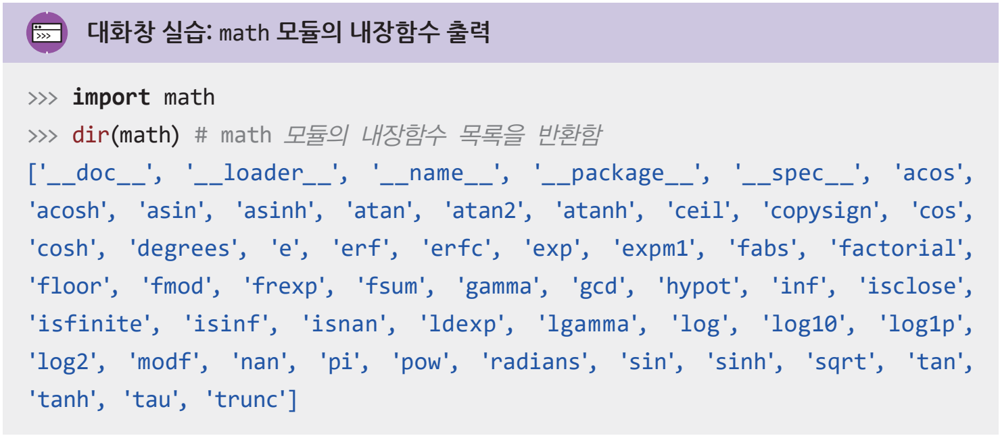 >>>
대화창 실습: math 모듈의 내장함수 출력
>>> import math
>>> dir(math) # math 모듈의 내장함수 목록을 반환함
['__doc__', '__loader__', '__name__', '__package__', '__spec__', 'acos',
'acosh', 'asin', 'asinh', 'atan', 'atan2', 'atanh', 'ceil', 'copysign', 'cos',
'cosh', 'degrees', 'e', 'erf', 'erfc', 'exp', 'expm1', 'fabs', 'factorial',
'floor', 'fmod', 'frexp', 'fsum', 'gamma', 'gcd', 'hypot', 'inf', 'isclose',
'isfinite', 'isinf', 'isnan', 'ldexp', 'lgamma', 'log', 'log10', 'log1p',
'log2', 'modf', 'nan', 'pi', 'pow', 'radians', 'sin', 'sinh', 'sqrt', 'tan',
'tanh', 'tau', 'trunc']